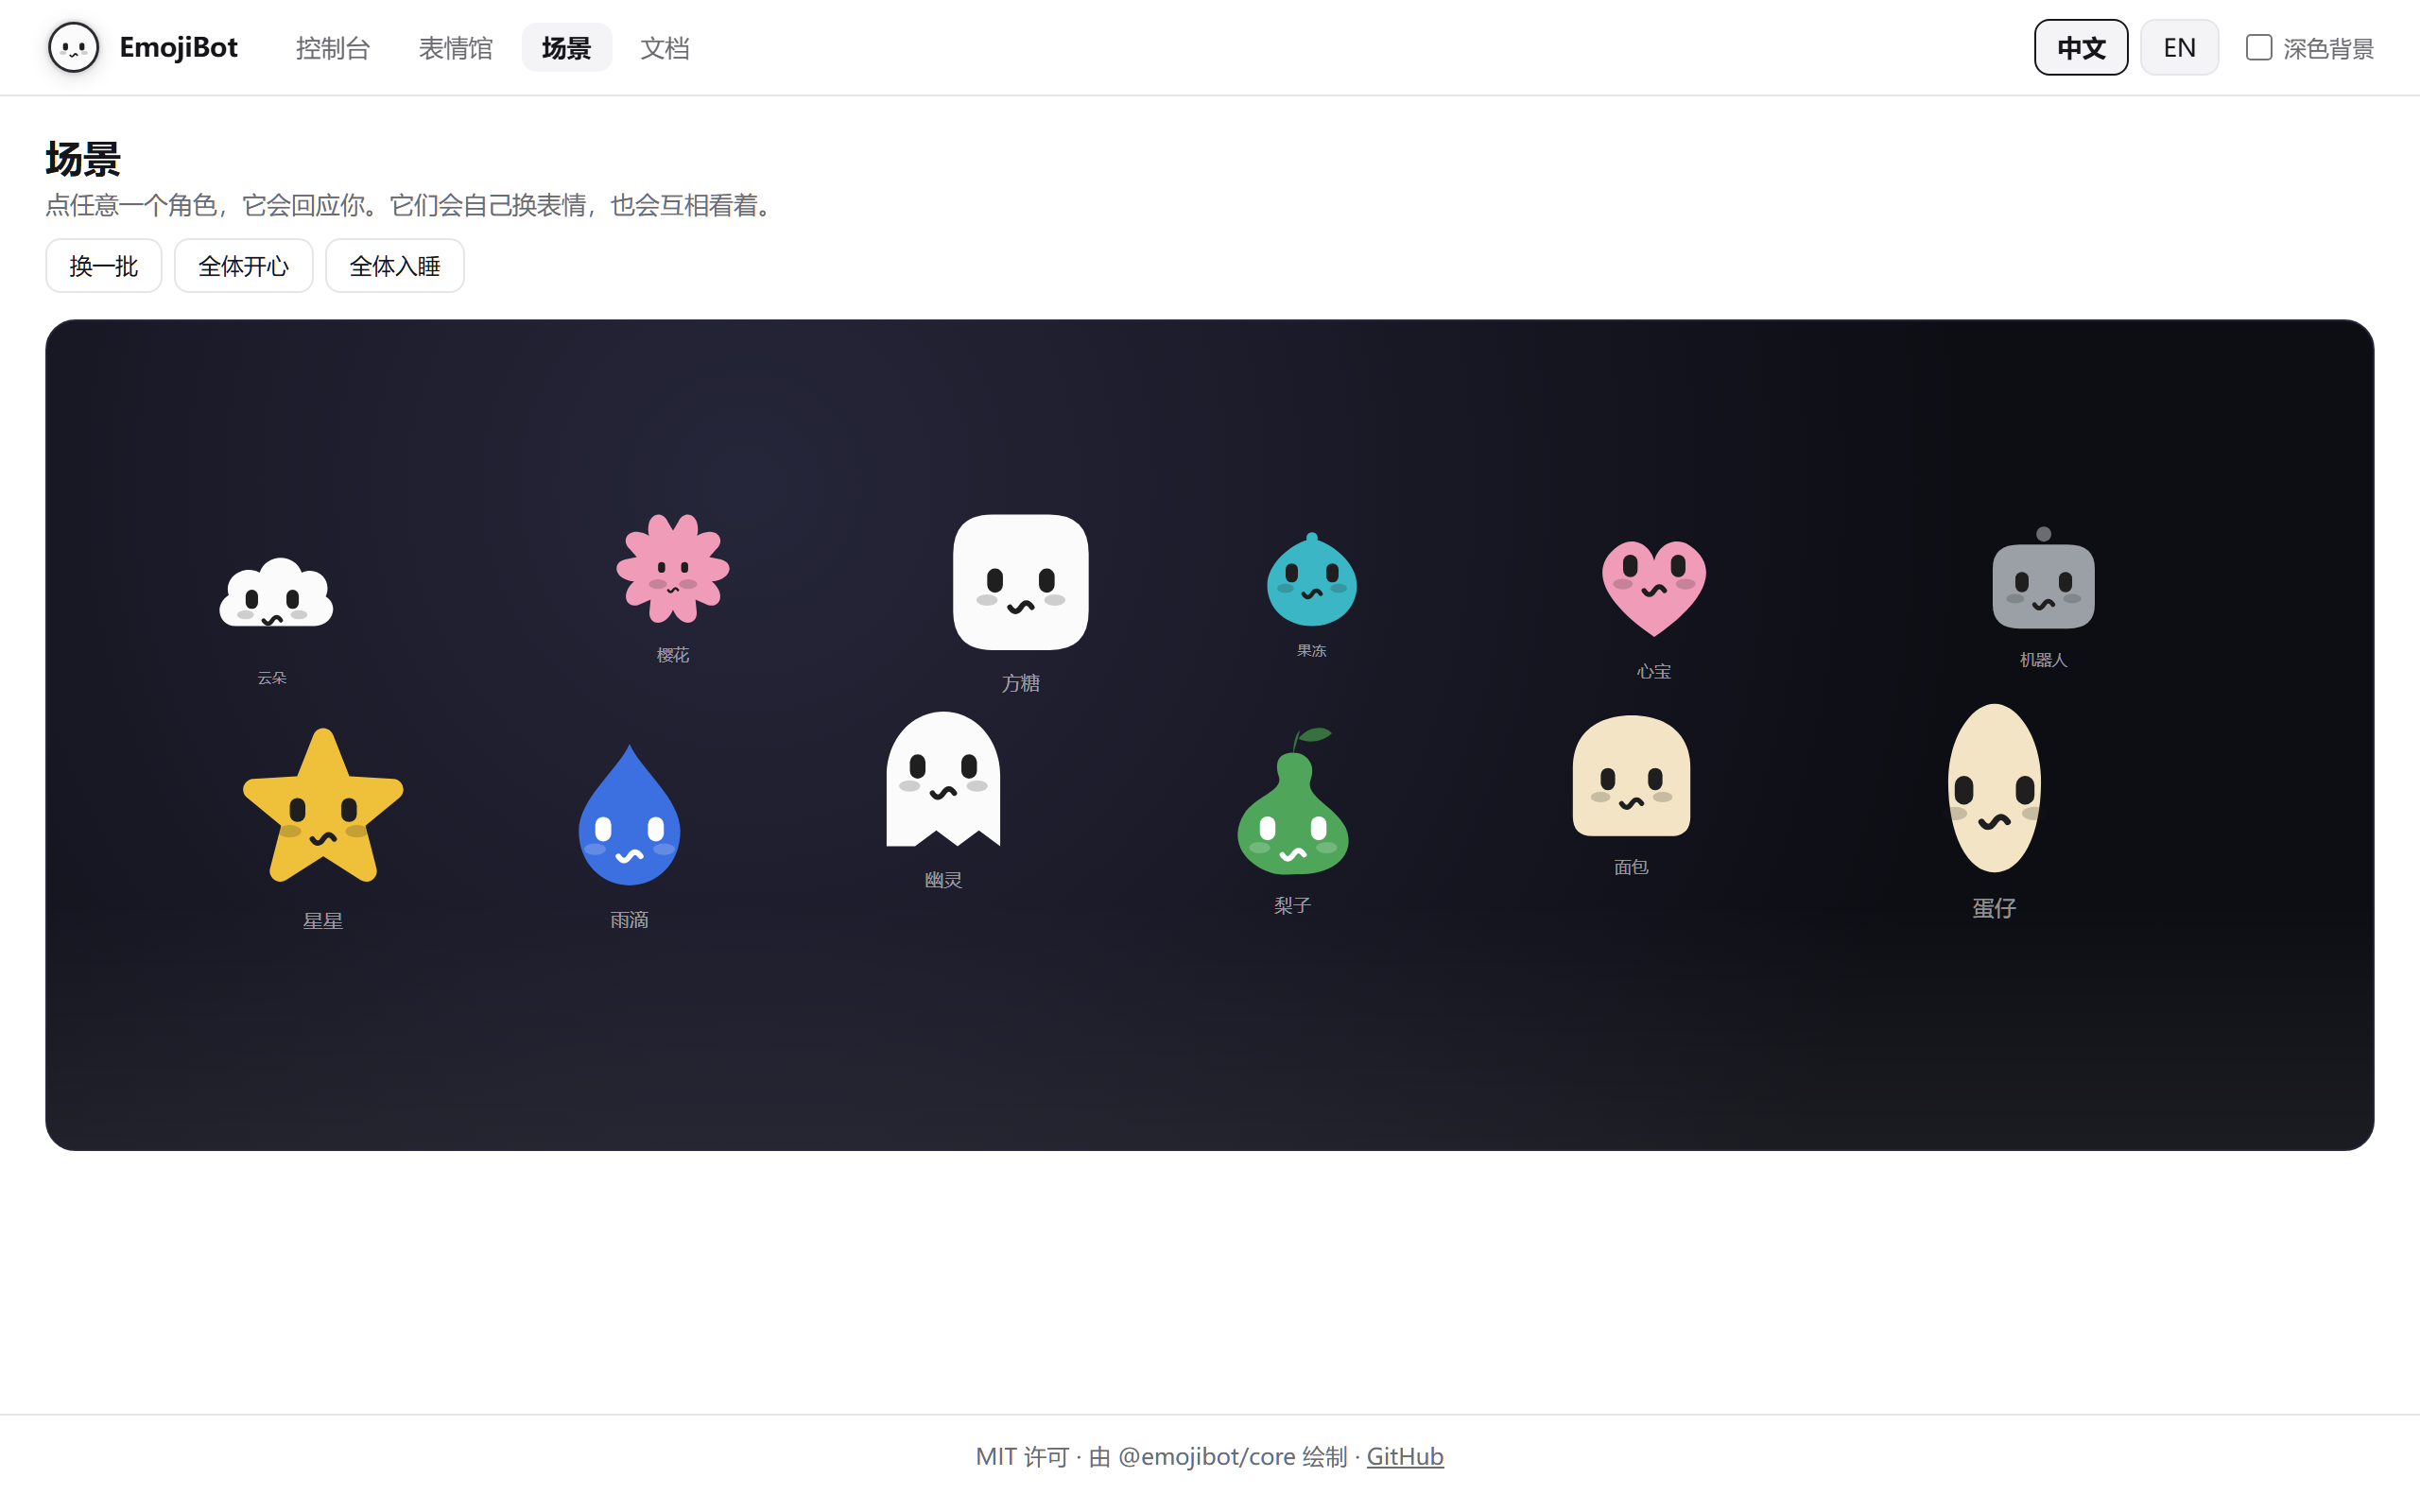 EmojiBot 控制台 表情馆 场景 文档 中文 EN 深色背景
场景
点任意一个角色，它会回应你。它们会自己换表情，也会互相看着。
换一批 全体开心 全体入睡
云朵 樱花 方糖 果冻 心宝 机器人
星星 雨滴 幽灵 梨子 面包 蛋仔
MIT 许可 · 由 @emojibot/core 绘制 · GitHub